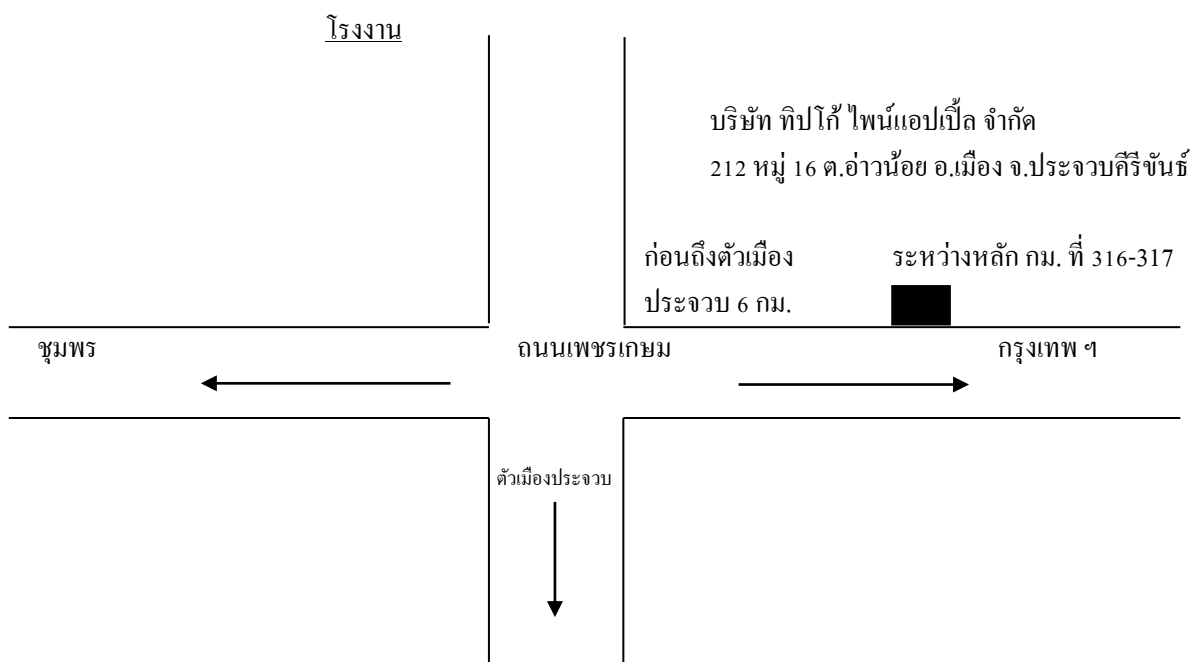 โรงงาน
บริษัท ทิปโก้ ไพน์แอปเปิ้ล จำกัด
212 หมู่ 16 ต.อ่าวน้อย อ.เมือง จ.ประจวบคีรีขันธ์
ก่อนถึงตัวเมือง ระหว่างหลัก กม. ที่ 316-317
ประจวบ 6 กม.
ชุมพร ถนนเพชรเกษม กรุงเทพ ฯ
ตัวเมืองประจวบ